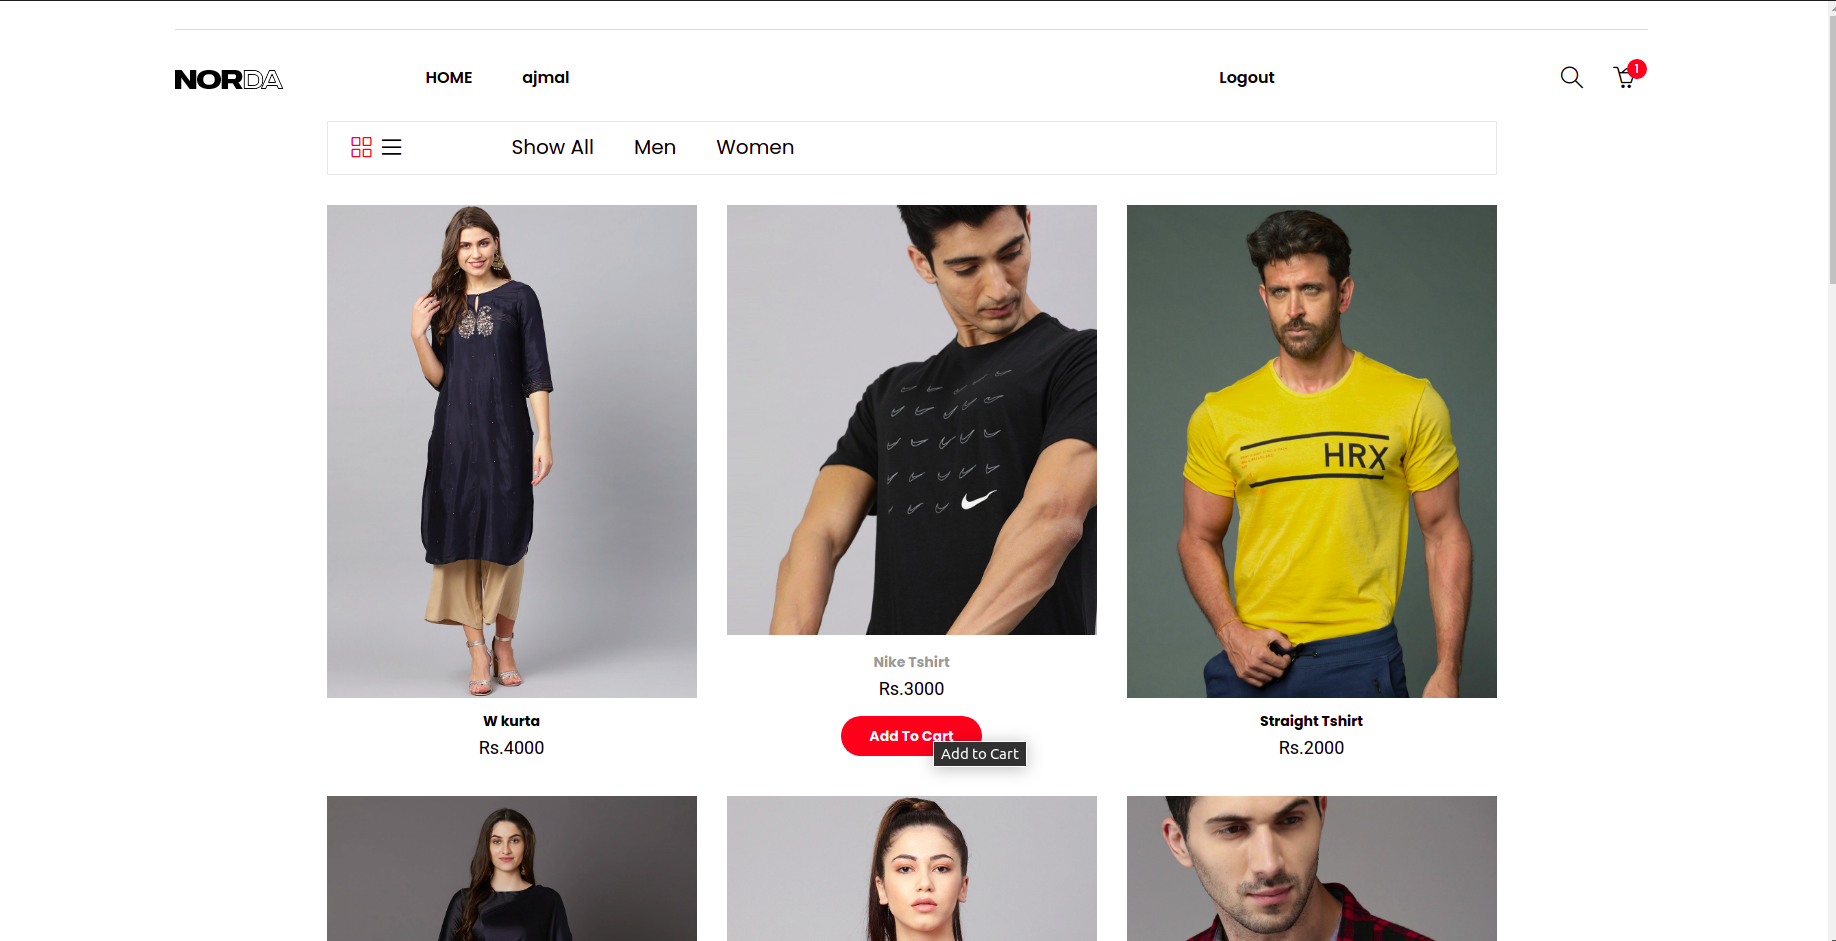 NORDA
HOME ajmal Logout 1
Show All Men Women
HRX
Nike Tshirt
Rs.3000
W kurta
Rs.4000
Add To Cart
Add to Cart
Straight Tshirt
Rs.2000